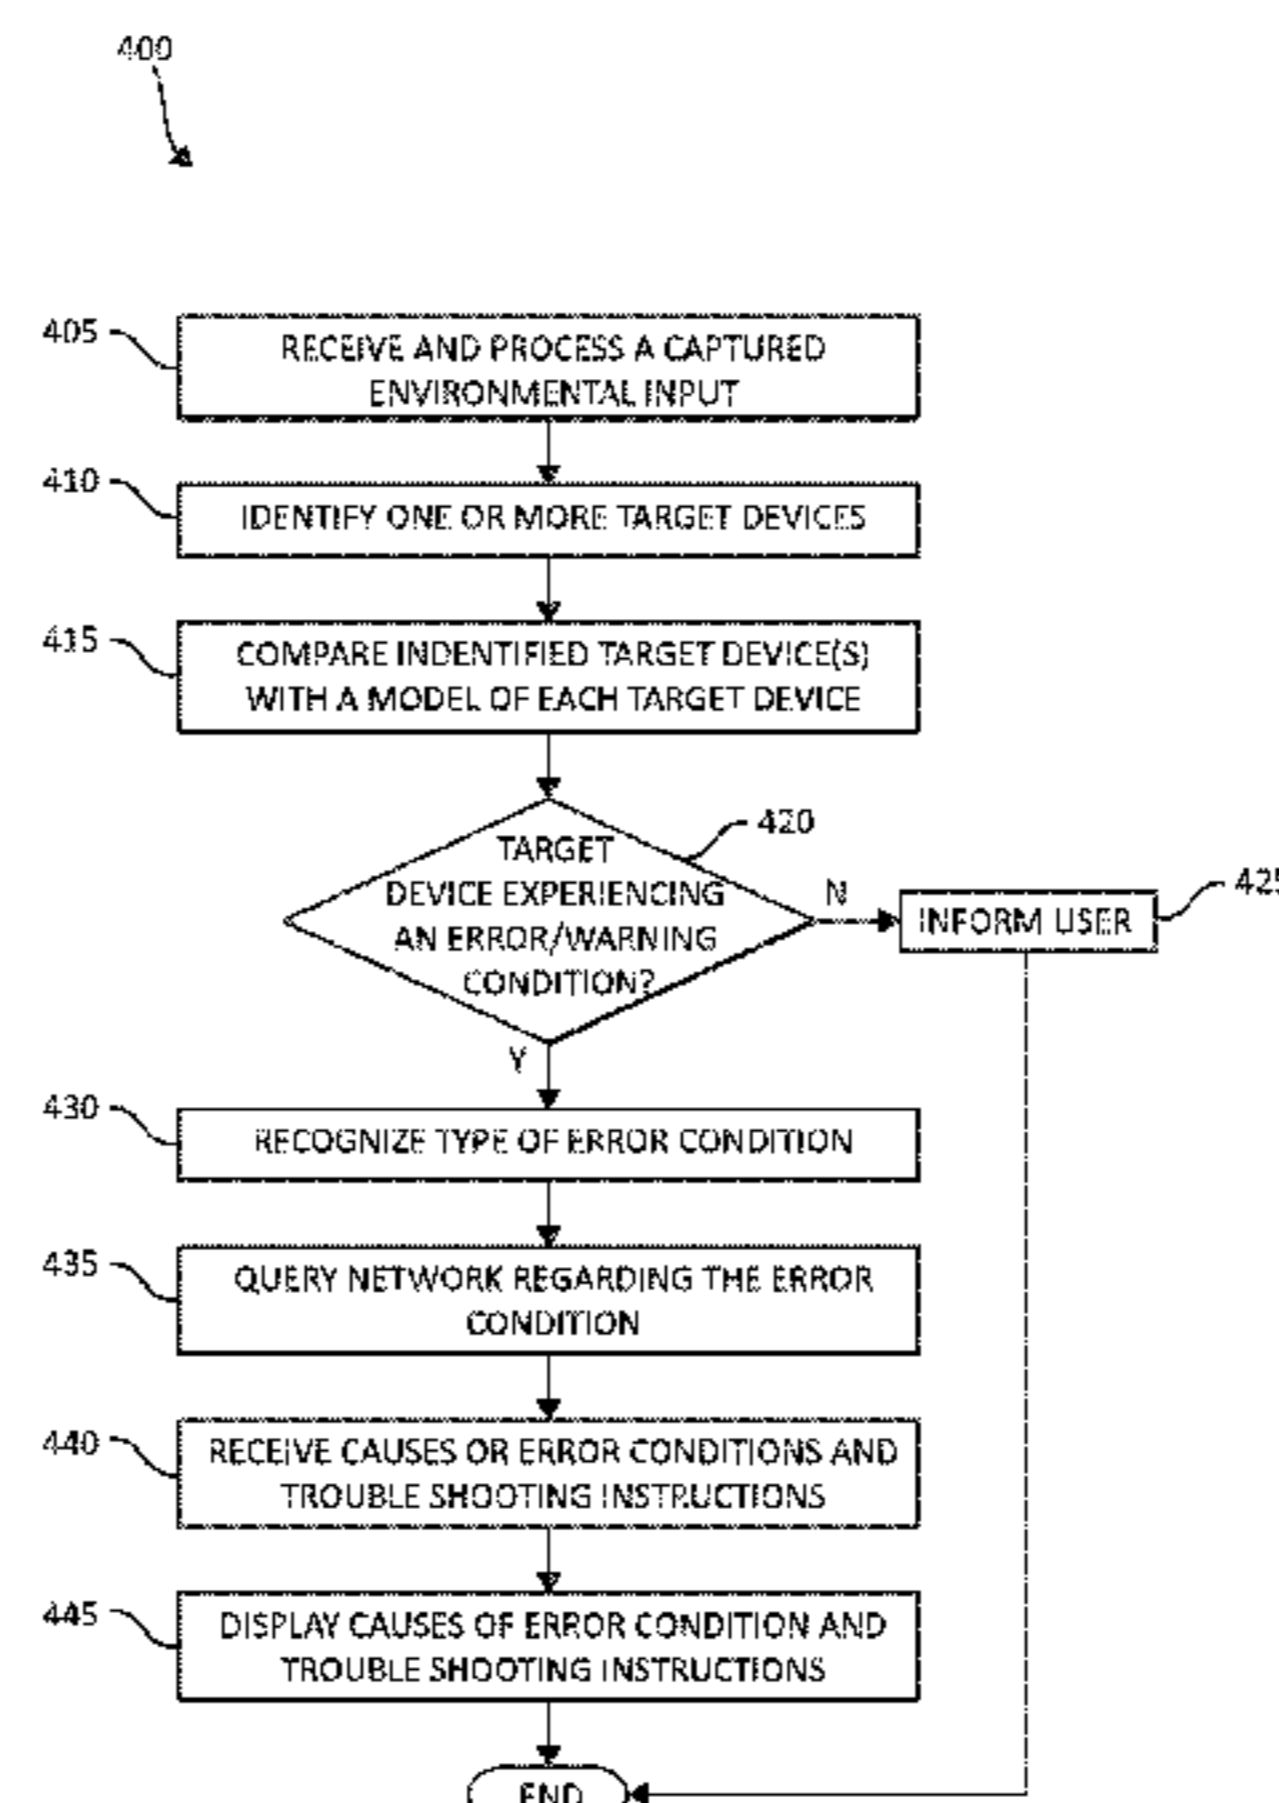 400
405
RECEIVE AND PROCESS A CAPTURED
ENVIRONMENTAL INPUT
410
IDENTIFY ONE OR MORE TARGET DEVICES
415
COMPARE INDENTIFIED TARGET DEVICE(S)
WITH A MODEL OF EACH TARGET DEVICE
420
TARGET
DEVICE EXPERIENCING
AN ERROR/WARNING
CONDITION?
N
425
INFORM USER
Y
430
RECOGNIZE TYPE OF ERROR CONDITION
435
QUERY NETWORK REGARDING THE ERROR
CONDITION
440
RECEIVE CAUSES OR ERROR CONDITIONS AND
TROUBLE SHOOTING INSTRUCTIONS
445
DISPLAY CAUSES OF ERROR CONDITION AND
TROUBLE SHOOTING INSTRUCTIONS
END